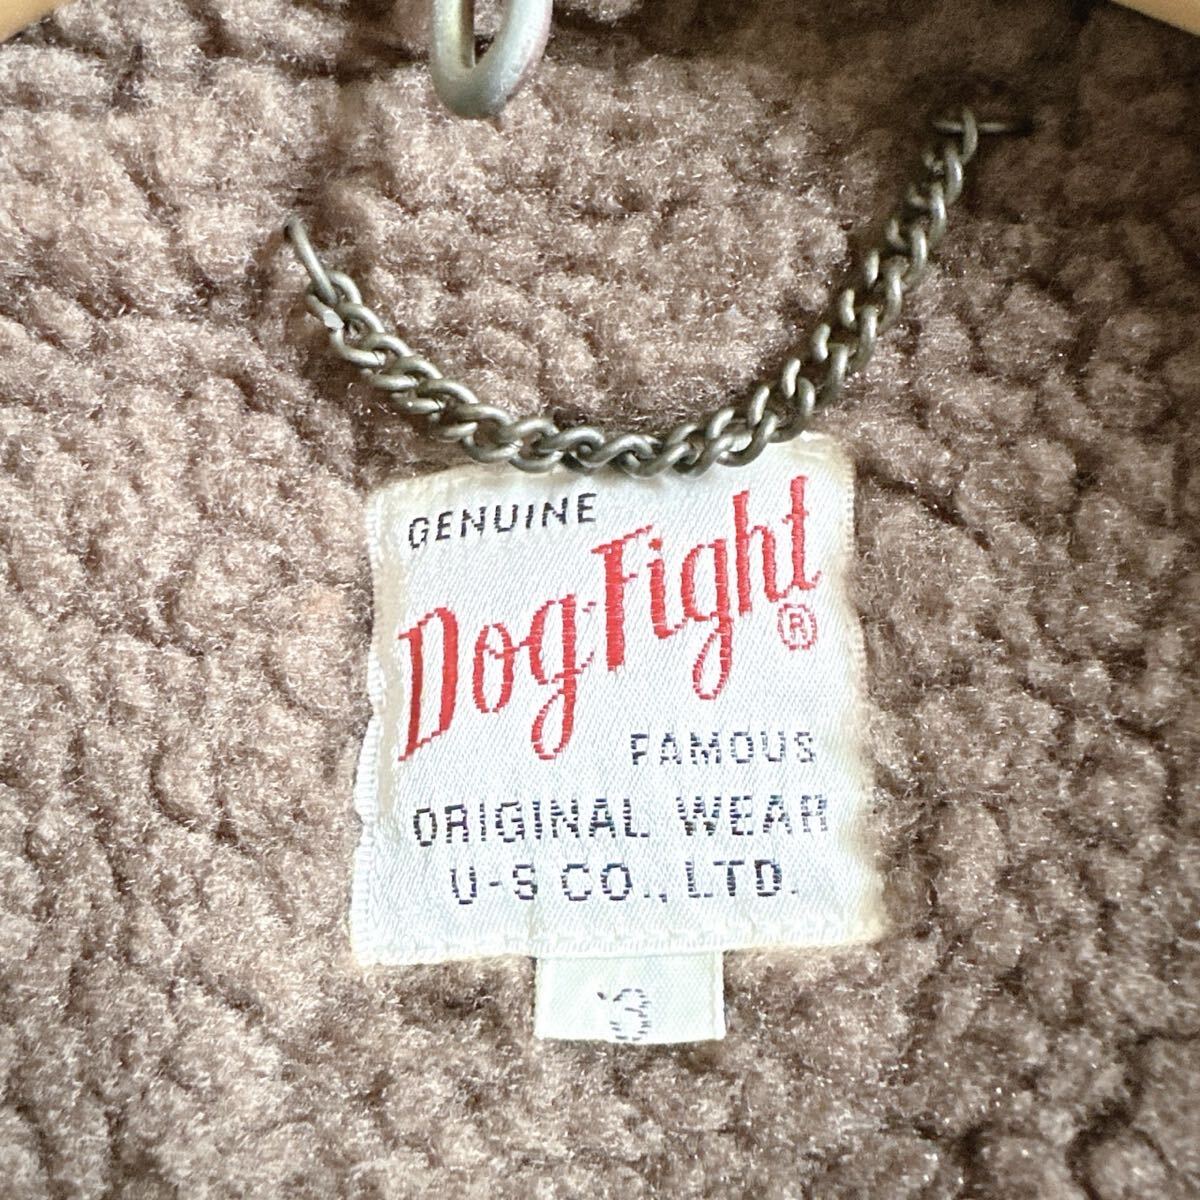 GENUINE
Dog-Fight®
FAMOUS
ORIGINAL WEAR
U-S CO., LTD.